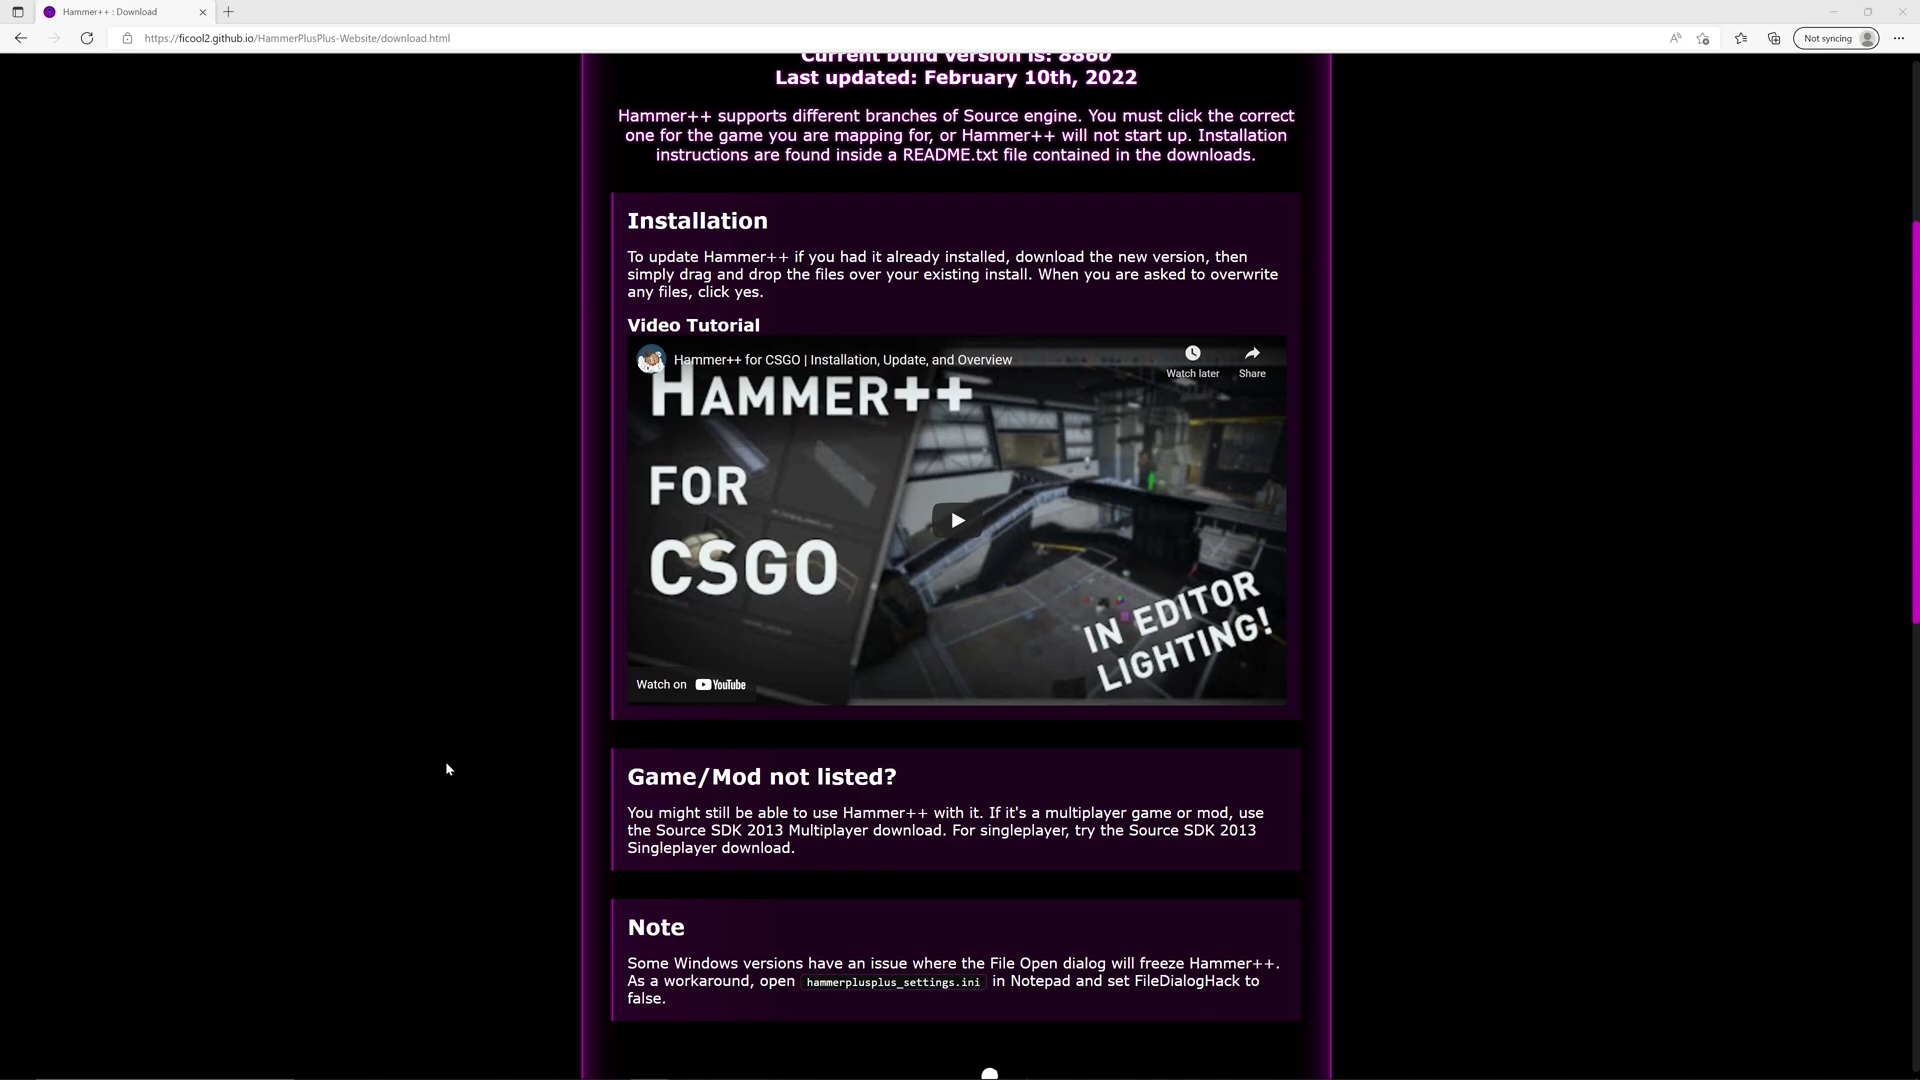 Hammer++ : Download
https://ficool2.github.io/HammerPlusPlus-Website/download.html
Not syncing
Current build version is: 8860
Last updated: February 10th, 2022
Hammer++ supports different branches of Source engine. You must click the correct
one for the game you are mapping for, or Hammer++ will not start up. Installation
instructions are found inside a README.txt file contained in the downloads.
Installation
To update Hammer++ if you had it already installed, download the new version, then
simply drag and drop the files over your existing install. When you are asked to overwrite
any files, click yes.
Video Tutorial
Hammer++ for CSGO | Installation, Update, and Overview
Watch later
Share
HAMMER++
FOR
CSGO
IN EDITOR
LIGHTING!
Watch on YouTube
Game/Mod not listed?
You might still be able to use Hammer++ with it. If it's a multiplayer game or mod, use
the Source SDK 2013 Multiplayer download. For singleplayer, try the Source SDK 2013
Singleplayer download.
Note
Some Windows versions have an issue where the File Open dialog will freeze Hammer++.
As a workaround, open hammerplusplus_settings.ini in Notepad and set FileDialogHack to
false.